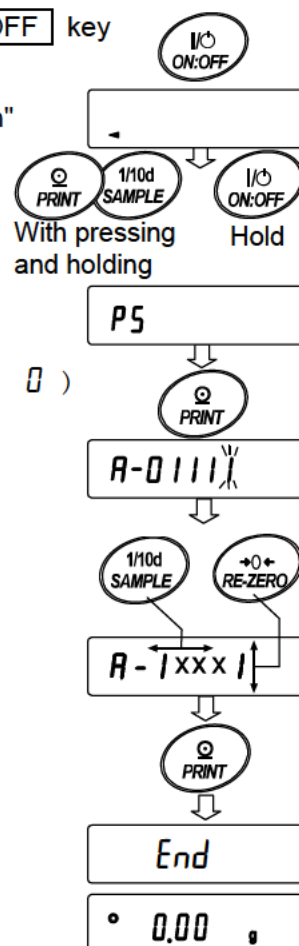 OFF key
I/⏻
ON:OFF
"
PRINT
1/10d
SAMPLE
I/⏻
ON:OFF
With pressing
and holding
Hold
PS
0 )
PRINT
A-01111
1/10d
SAMPLE
→0←
RE-ZERO
A-1xxx1
PRINT
End
0.00 g